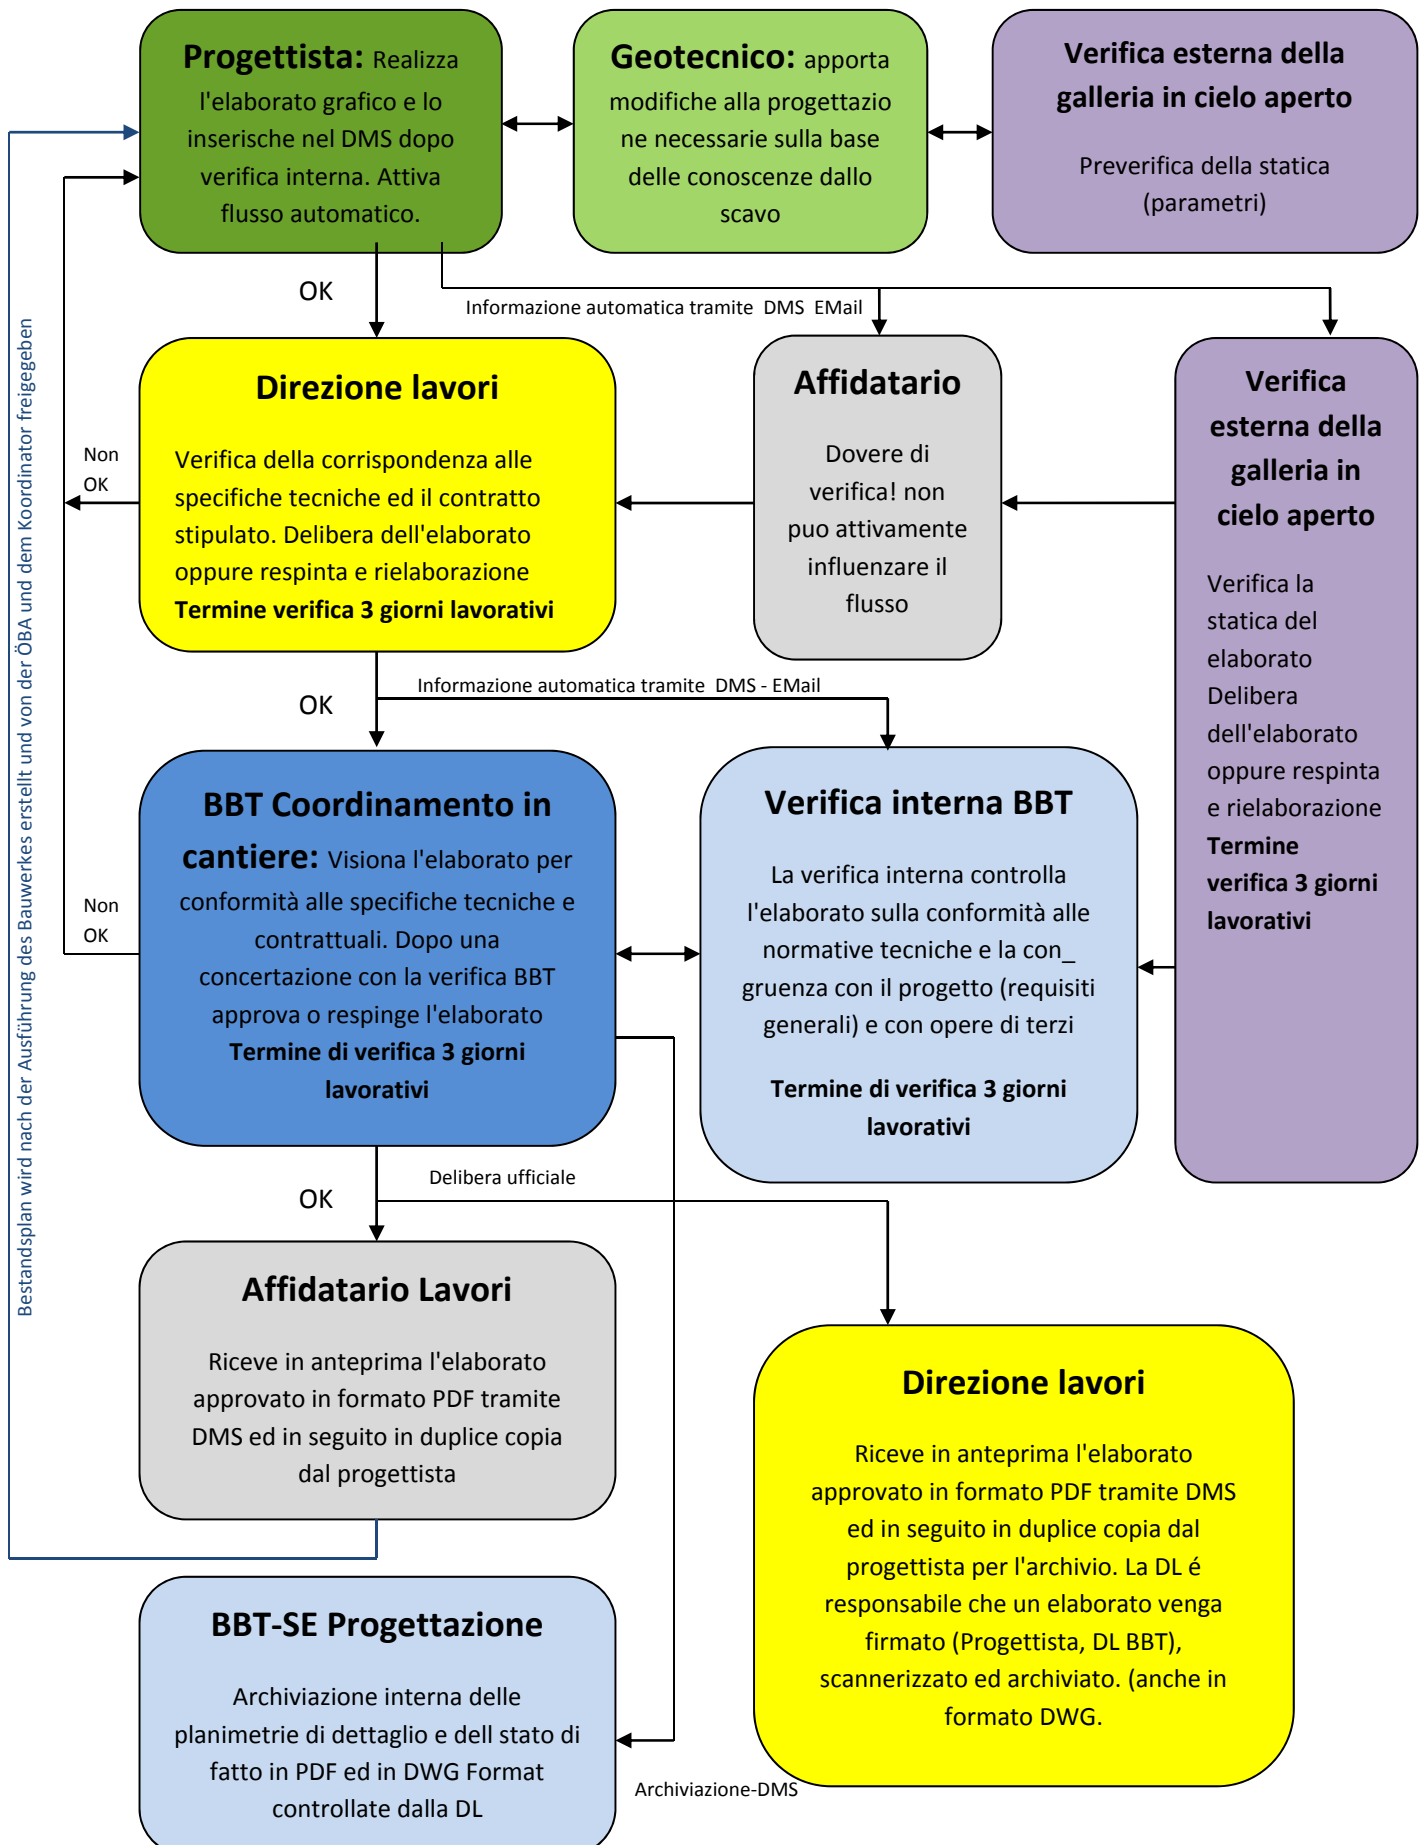 Progettista: Realizza
l'elaborato grafico e lo
inserische nel DMS dopo
verifica interna. Attiva
flusso automatico.
Geotecnico: apporta
modifiche alla progettazio
ne necessarie sulla base
delle conoscenze dallo
scavo
Verifica esterna della
galleria in cielo aperto
Preverifica della statica
(parametri)
OK
Informazione automatica tramite DMS EMail
Direzione lavori
Verifica della corrispondenza alle
specifiche tecniche ed il contratto
stipulato. Delibera dell'elaborato
oppure respinta e rielaborazione
Termine verifica 3 giorni lavorativi
Non
OK
Affidatario
Dovere di
verifica! non
puo attivamente
influenzare il
flusso
Verifica
esterna della
galleria in
cielo aperto
Verifica la
statica del
elaborato
Delibera
dell'elaborato
oppure respinta
e rielaborazione
Termine
verifica 3 giorni
lavorativi
OK
Informazione automatica tramite DMS - EMail
BBT Coordinamento in
cantiere: Visiona l'elaborato per
conformità alle specifiche tecniche e
contrattuali. Dopo una
concertazione con la verifica BBT
approva o respinge l'elaborato
Termine di verifica 3 giorni
lavorativi
Non
OK
Verifica interna BBT
La verifica interna controlla
l'elaborato sulla conformità alle
normative tecniche e la con_
gruenza con il progetto (requisiti
generali) e con opere di terzi
Termine di verifica 3 giorni
lavorativi
OK
Delibera ufficiale
Affidatario Lavori
Riceve in anteprima l'elaborato
approvato in formato PDF tramite
DMS ed in seguito in duplice copia
dal progettista
Direzione lavori
Riceve in anteprima l'elaborato
approvato in formato PDF tramite DMS
ed in seguito in duplice copia dal
progettista per l'archivio. La DL é
responsabile che un elaborato venga
firmato (Progettista, DL BBT),
scannerizzato ed archiviato. (anche in
formato DWG.
BBT-SE Progettazione
Archiviazione interna delle
planimetrie di dettaglio e dell stato di
fatto in PDF ed in DWG Format
controllate dalla DL
Archiviazione-DMS
Bestandsplan wird nach der Ausführung des Bauwerkes erstellt und von der ÖBA und dem Koordinator freigegeben